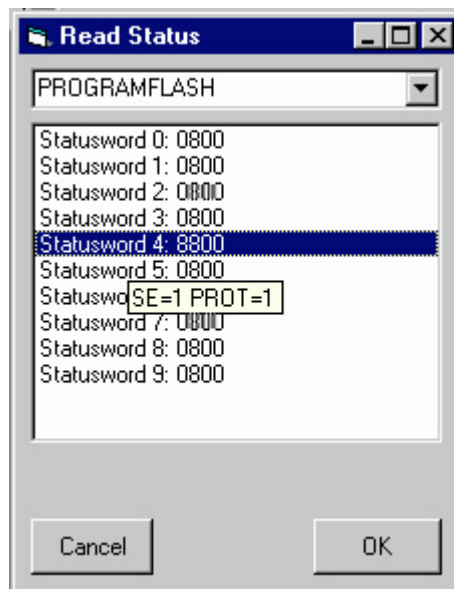 Read Status
PROGRAMFLASH
Statusword 0: 0800
Statusword 1: 0800
Statusword 2: 0800
Statusword 3: 0800
Statusword 4: 8800
Statusword 5: 0800
SE=1 PROT=1
Statusword 7: 0800
Statusword 8: 0800
Statusword 9: 0800
Cancel
OK